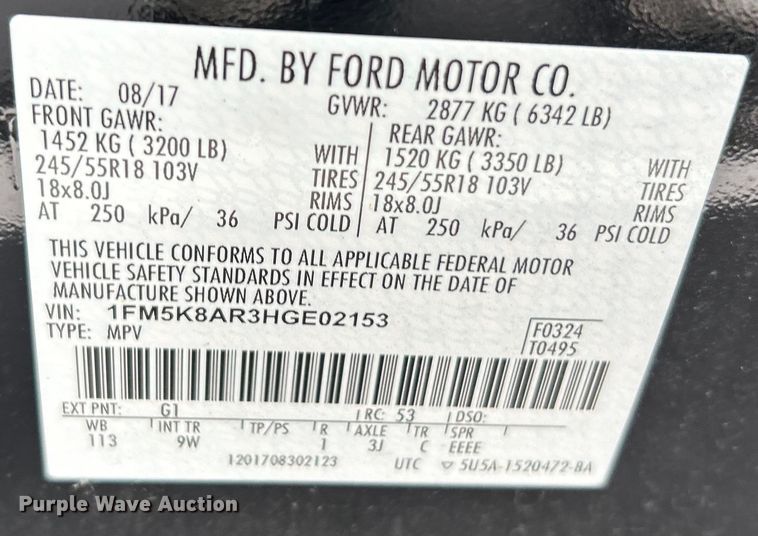 MFD. BY FORD MOTOR CO.
DATE: 08/17 GVWR: 2877 KG ( 6342 LB)
FRONT GAWR: REAR GAWR:
1452 KG ( 3200 LB) WITH 1520 KG ( 3350 LB) WITH
245/55R18 103V TIRES 245/55R18 103V TIRES
18x8.0J RIMS 18x8.0J RIMS
AT 250 kPa/ 36 PSI COLD AT 250 kPa/ 36 PSI COLD
THIS VEHICLE CONFORMS TO ALL APPLICABLE FEDERAL MOTOR
VEHICLE SAFETY STANDARDS IN EFFECT ON THE DATE OF
MANUFACTURE SHOWN ABOVE.
VIN: 1FM5K8AR3HGE02153
TYPE: MPV
F0324
T0495
EXT PNT: G1 RC: 53 DSO:
WB INT TR TP/PS R AXLE TR SPR
113 9W 1 3J C EEEE
1201708302123 UTC ▽ 5U5A-1520472-BA
Purple Wave Auction